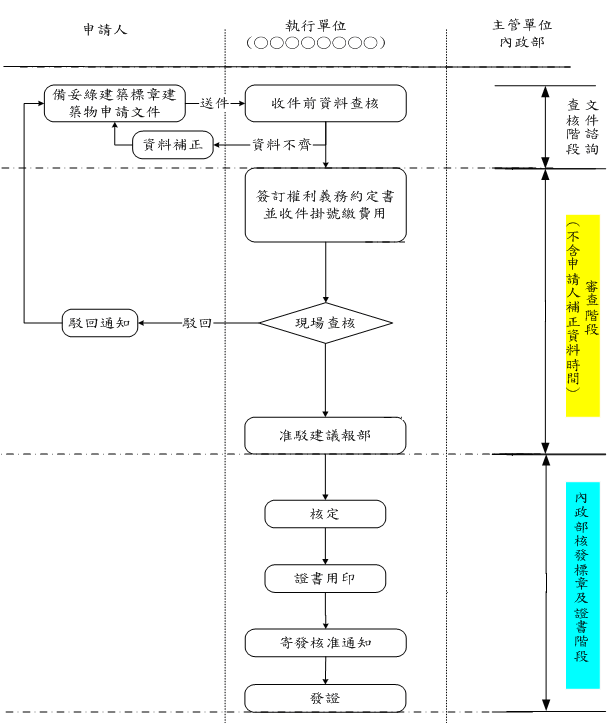 申請人
執行單位
(○○○○○○○○)
主管單位
內政部
備妥綠建築標章建
築物申請文件
送件
收件前資料查核
資料補正
資料不齊
文件諮詢
查核階段
簽訂權利義務約定書
並收件掛號繳費用
審查階段
(不含申請人補正資料時間)
駁回通知
駁回
現場查核
准駁建議報部
核定
內政部核發標章及證書階段
證書用印
寄發核准通知
發證